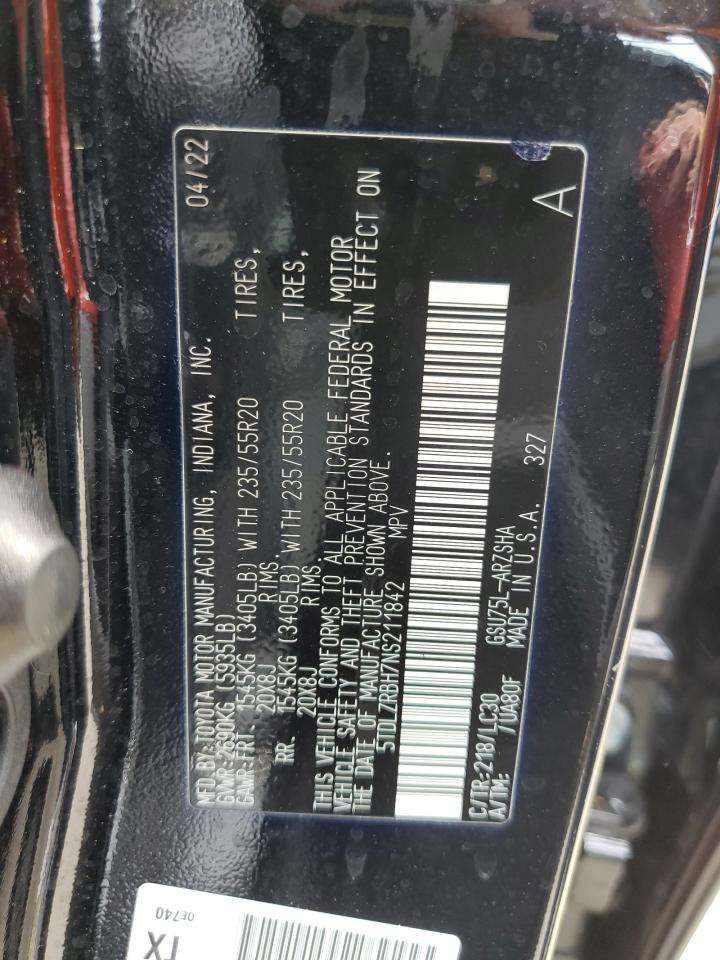 MFD.BY:TOYOTA MOTOR MANUFACTURING, INDIANA, INC. 04/22
GVWR:2690KG (5935LB)
GAWR-FRT. 1545KG (3405LB) WITH 235/55R20 TIRES,
20X8J RIMS.
RR. 1545KG (3405LB) WITH 235/55R20 TIRES,
20X8J RIMS.
THIS VEHICLE CONFORMS TO ALL APPLICABLE FEDERAL MOTOR
VEHICLE SAFETY AND THEFT PREVENTION STANDARDS IN EFFECT ON
THE DATE OF MANUFACTURE SHOWN ABOVE.
5TDLZRBH7NS211842 MPV
C/TR:218/LC30 GSU75L-ARZSHA
A/TM: /UA80F MADE IN U.S.A. 327 A
0E740
TX